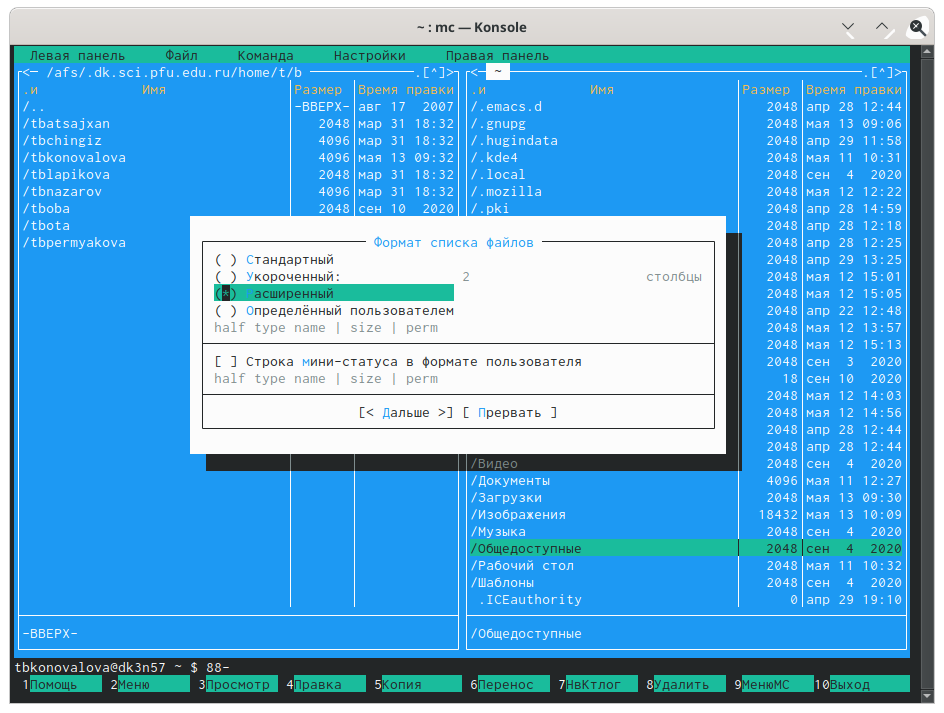 ~ : mc — Konsole
Левая панель Файл Команда Настройки Правая панель
<─ /afs/.dk.sci.pfu.edu.ru/home/t/b .[^]> <─ ~ .[^]>
.и Имя Размер Время правки .и Имя Размер Время правки
/.. -ВВЕРХ- авг 17 2007 /.emacs.d 2048 апр 28 12:44
/tbatsajxan 2048 мар 31 18:32 /.gnupg 2048 мая 13 09:06
/tbchingiz 4096 мар 31 18:32 /.hugindata 2048 апр 29 11:58
/tbkonovalova 4096 мая 13 09:32 /.kde4 2048 мая 11 10:31
/tblapikova 2048 мар 31 18:32 /.local 2048 сен 4 2020
/tbnazarov 4096 мар 31 18:32 /.mozilla 2048 мая 12 12:22
/tboba 2048 сен 10 2020 /.pki 2048 апр 28 14:59
/tbota 2048 апр 28 12:18
/tbpermyakova 2048 апр 28 12:25
Формат списка файлов
2048 апр 29 13:25
( ) Стандартный 2048 мая 12 15:01
( ) Укороченный: 2 столбцы 2048 мая 12 15:01
(*) Расширенный 2048 мая 12 15:05
( ) Определённый пользователем 2048 апр 22 12:48
half type name | size | perm 2048 мая 12 13:57
2048 мая 12 15:13
[ ] Строка мини-статуса в формате пользователя 2048 сен 3 2020
half type name | size | perm 18 сен 10 2020
2048 мая 12 14:03
[< Дальше >] [ Прервать ] 2048 мая 12 14:56
2048 апр 28 12:44
2048 апр 28 12:44
/Видео 2048 сен 4 2020
/Документы 4096 мая 11 12:27
/Загрузки 2048 мая 13 09:30
/Изображения 18432 мая 13 10:09
/Музыка 2048 сен 4 2020
/Общедоступные 2048 сен 4 2020
/Рабочий стол 2048 мая 11 10:32
/Шаблоны 2048 сен 4 2020
.ICEauthority 0 апр 29 19:10
-ВВЕРХ- /Общедоступные
tbkonovalova@dk3n57 ~ $ 88-
1Помощь 2Меню 3Просмотр 4Правка 5Копия 6Перенос 7НвКтлог 8Удалить 9МенюMC 10Выход